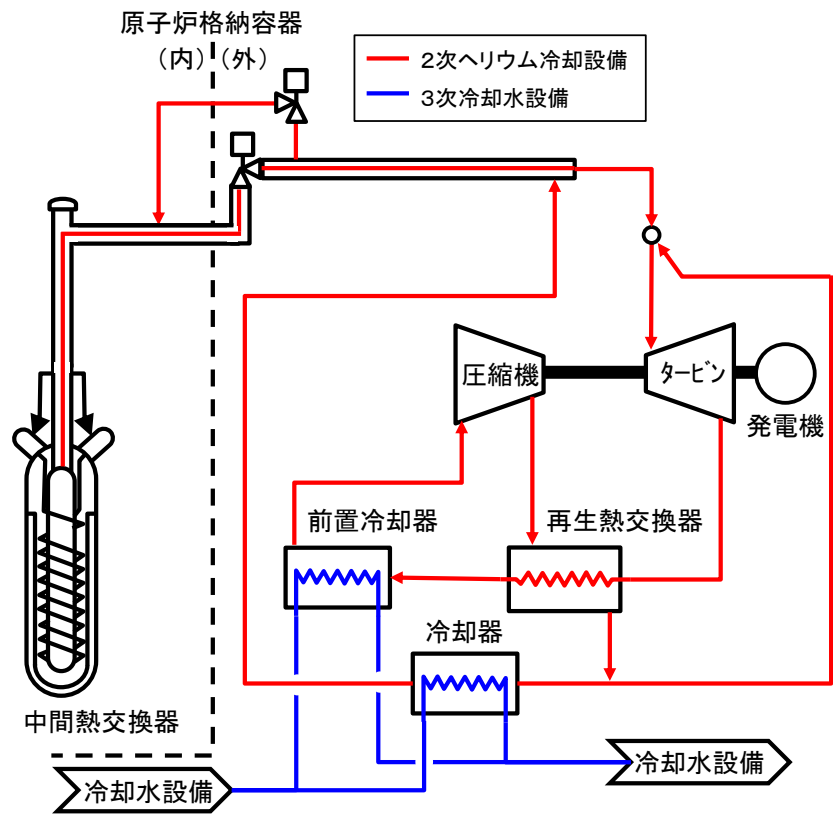 原子炉格納容器
(内) (外)
２次ヘリウム冷却設備
３次冷却水設備
圧縮機
ﾀｰﾋﾞﾝ
発電機
前置冷却器
再生熱交換器
冷却器
中間熱交換器
冷却水設備
冷却水設備